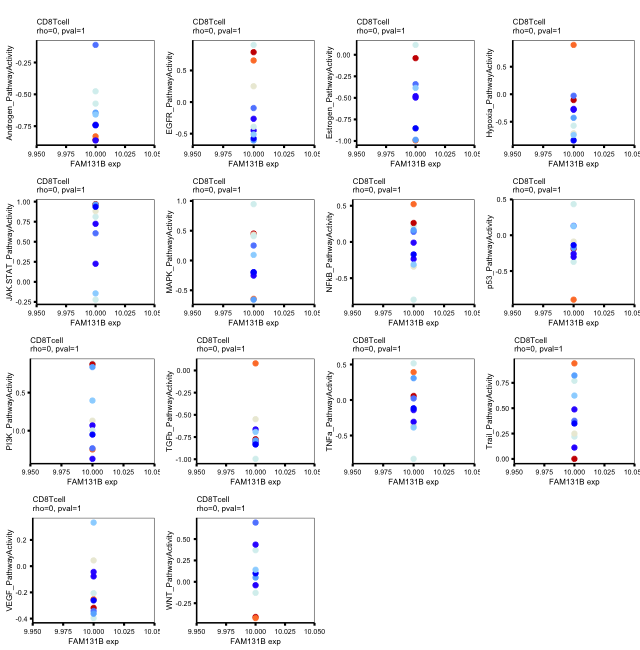 CD8Tcell
rho=0, pval=1
Androgen_PathwayActivity
-0.25
-0.50
-0.75
9.950 9.975 10.000 10.025 10.05
FAM131B exp
CD8Tcell
rho=0, pval=1
EGFR_PathwayActivity
0.5
0.0
-0.5
9.950 9.975 10.000 10.025 10.05
FAM131B exp
CD8Tcell
rho=0, pval=1
Estrogen_PathwayActivity
0.00
-0.25
-0.50
-0.75
-1.00
9.950 9.975 10.000 10.025 10.05
FAM131B exp
CD8Tcell
rho=0, pval=1
Hypoxia_PathwayActivity
0.5
0.0
-0.5
9.950 9.975 10.000 10.025 10.05
FAM131B exp
CD8Tcell
rho=0, pval=1
JAK.STAT_PathwayActivity
1.00
0.75
0.50
0.25
0.00
-0.25
9.950 9.975 10.000 10.025 10.05
FAM131B exp
CD8Tcell
rho=0, pval=1
MAPK_PathwayActivity
1.0
0.5
0.0
-0.5
9.950 9.975 10.000 10.025 10.05
FAM131B exp
CD8Tcell
rho=0, pval=1
NFkB_PathwayActivity
0.5
0.0
-0.5
9.950 9.975 10.000 10.025 10.05
FAM131B exp
CD8Tcell
rho=0, pval=1
p53_PathwayActivity
0.0
-0.5
9.950 9.975 10.000 10.025 10.05
FAM131B exp
CD8Tcell
rho=0, pval=1
PI3K_PathwayActivity
0.5
0.0
9.950 9.975 10.000 10.025 10.05
FAM131B exp
CD8Tcell
rho=0, pval=1
TGFb_PathwayActivity
0.00
-0.25
-0.50
-0.75
-1.00
9.950 9.975 10.000 10.025 10.05
FAM131B exp
CD8Tcell
rho=0, pval=1
TNFa_PathwayActivity
0.5
0.0
-0.5
9.950 9.975 10.000 10.025 10.05
FAM131B exp
CD8Tcell
rho=0, pval=1
Trail_PathwayActivity
0.75
0.50
0.25
0.00
9.950 9.975 10.000 10.025 10.05
FAM131B exp
CD8Tcell
rho=0, pval=1
VEGF_PathwayActivity
0.2
0.0
-0.2
-0.4
9.950 9.975 10.000 10.025 10.05
FAM131B exp
CD8Tcell
rho=0, pval=1
WNT_PathwayActivity
0.50
0.25
0.00
-0.25
9.950 9.975 10.000 10.025 10.050
FAM131B exp